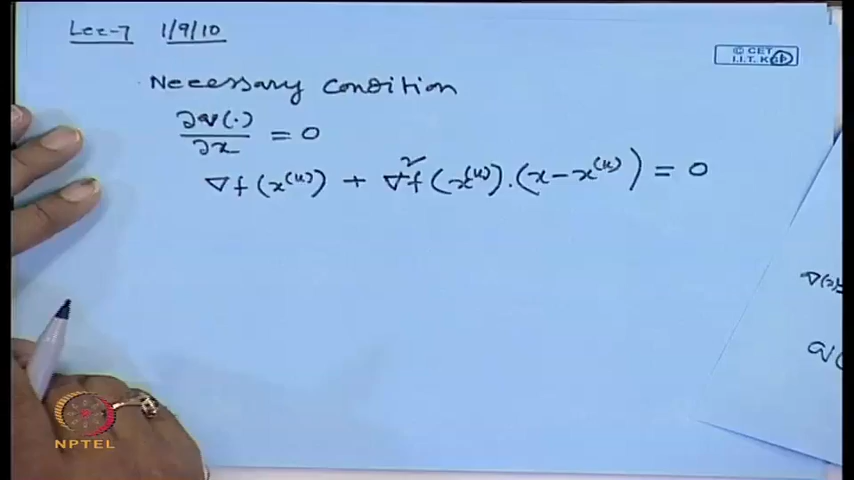 Lec-7 1/9/10
© CET
I.I.T. KGP
Necessary condition
∂q(.)/∂x = 0
∇f(x^(k)) + ∇²f(x^(k)).(x-x^(k)) = 0
NPTEL